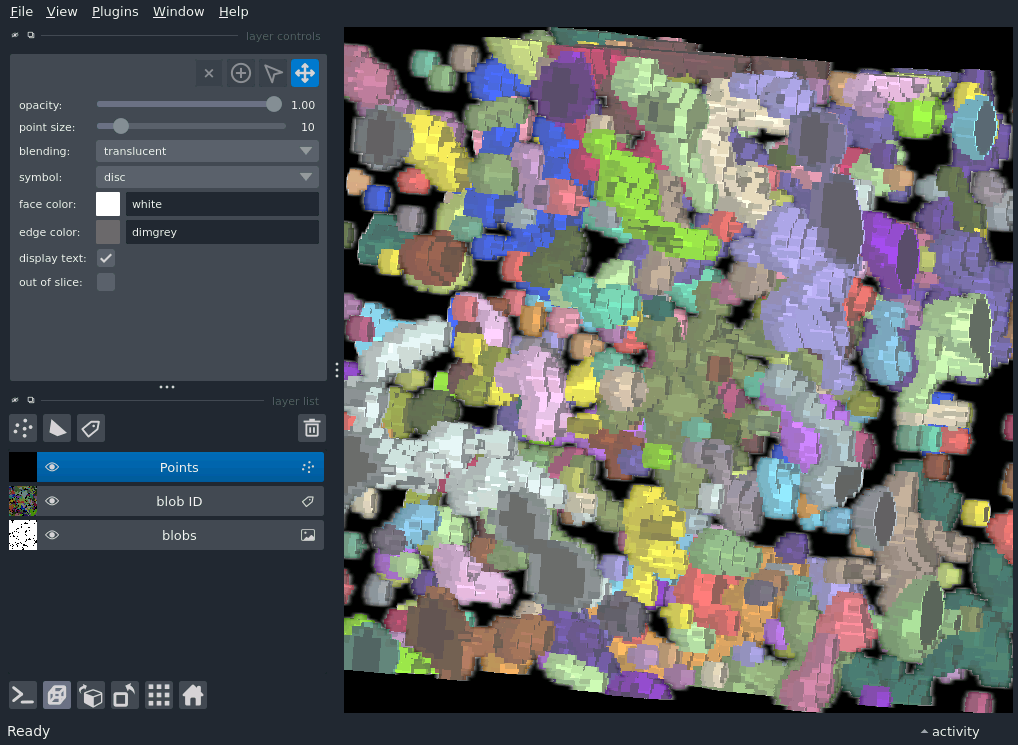 File View Plugins Window Help
layer controls
opacity: 1.00
point size: 10
blending: translucent
symbol: disc
face color: white
edge color: dimgrey
display text:
out of slice:
layer list
Points
blob ID
blobs
Ready
activity